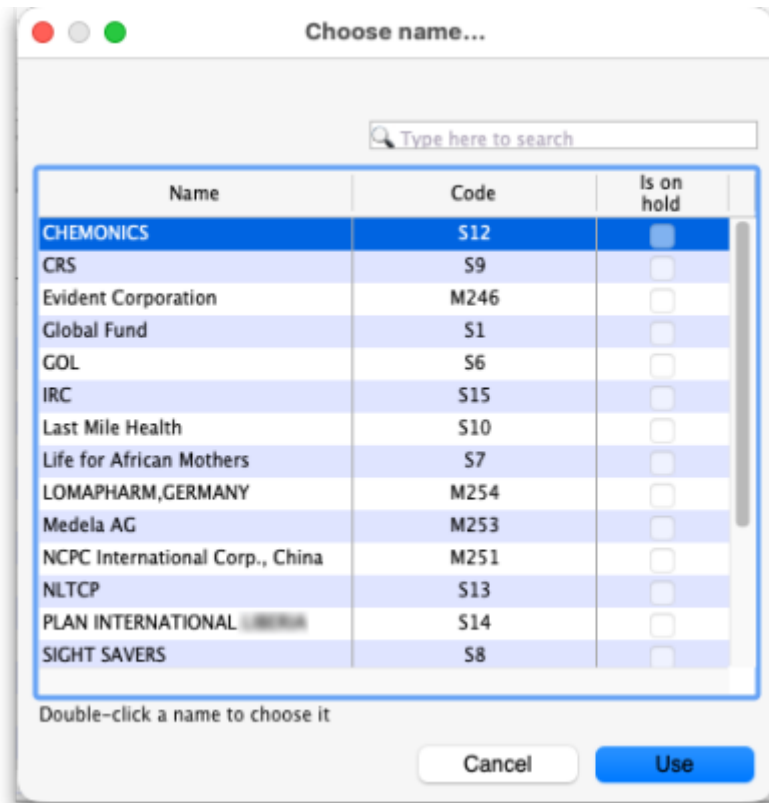 Choose name...
Type here to search
Name Code Is on hold
CHEMONICS S12
CRS S9
Evident Corporation M246
Global Fund S1
GOL S6
IRC S15
Last Mile Health S10
Life for African Mothers S7
LOMAPHARM,GERMANY M254
Medela AG M253
NCPC International Corp., China M251
NLTCP S13
PLAN INTERNATIONAL S14
SIGHT SAVERS S8
Double-click a name to choose it
Cancel Use